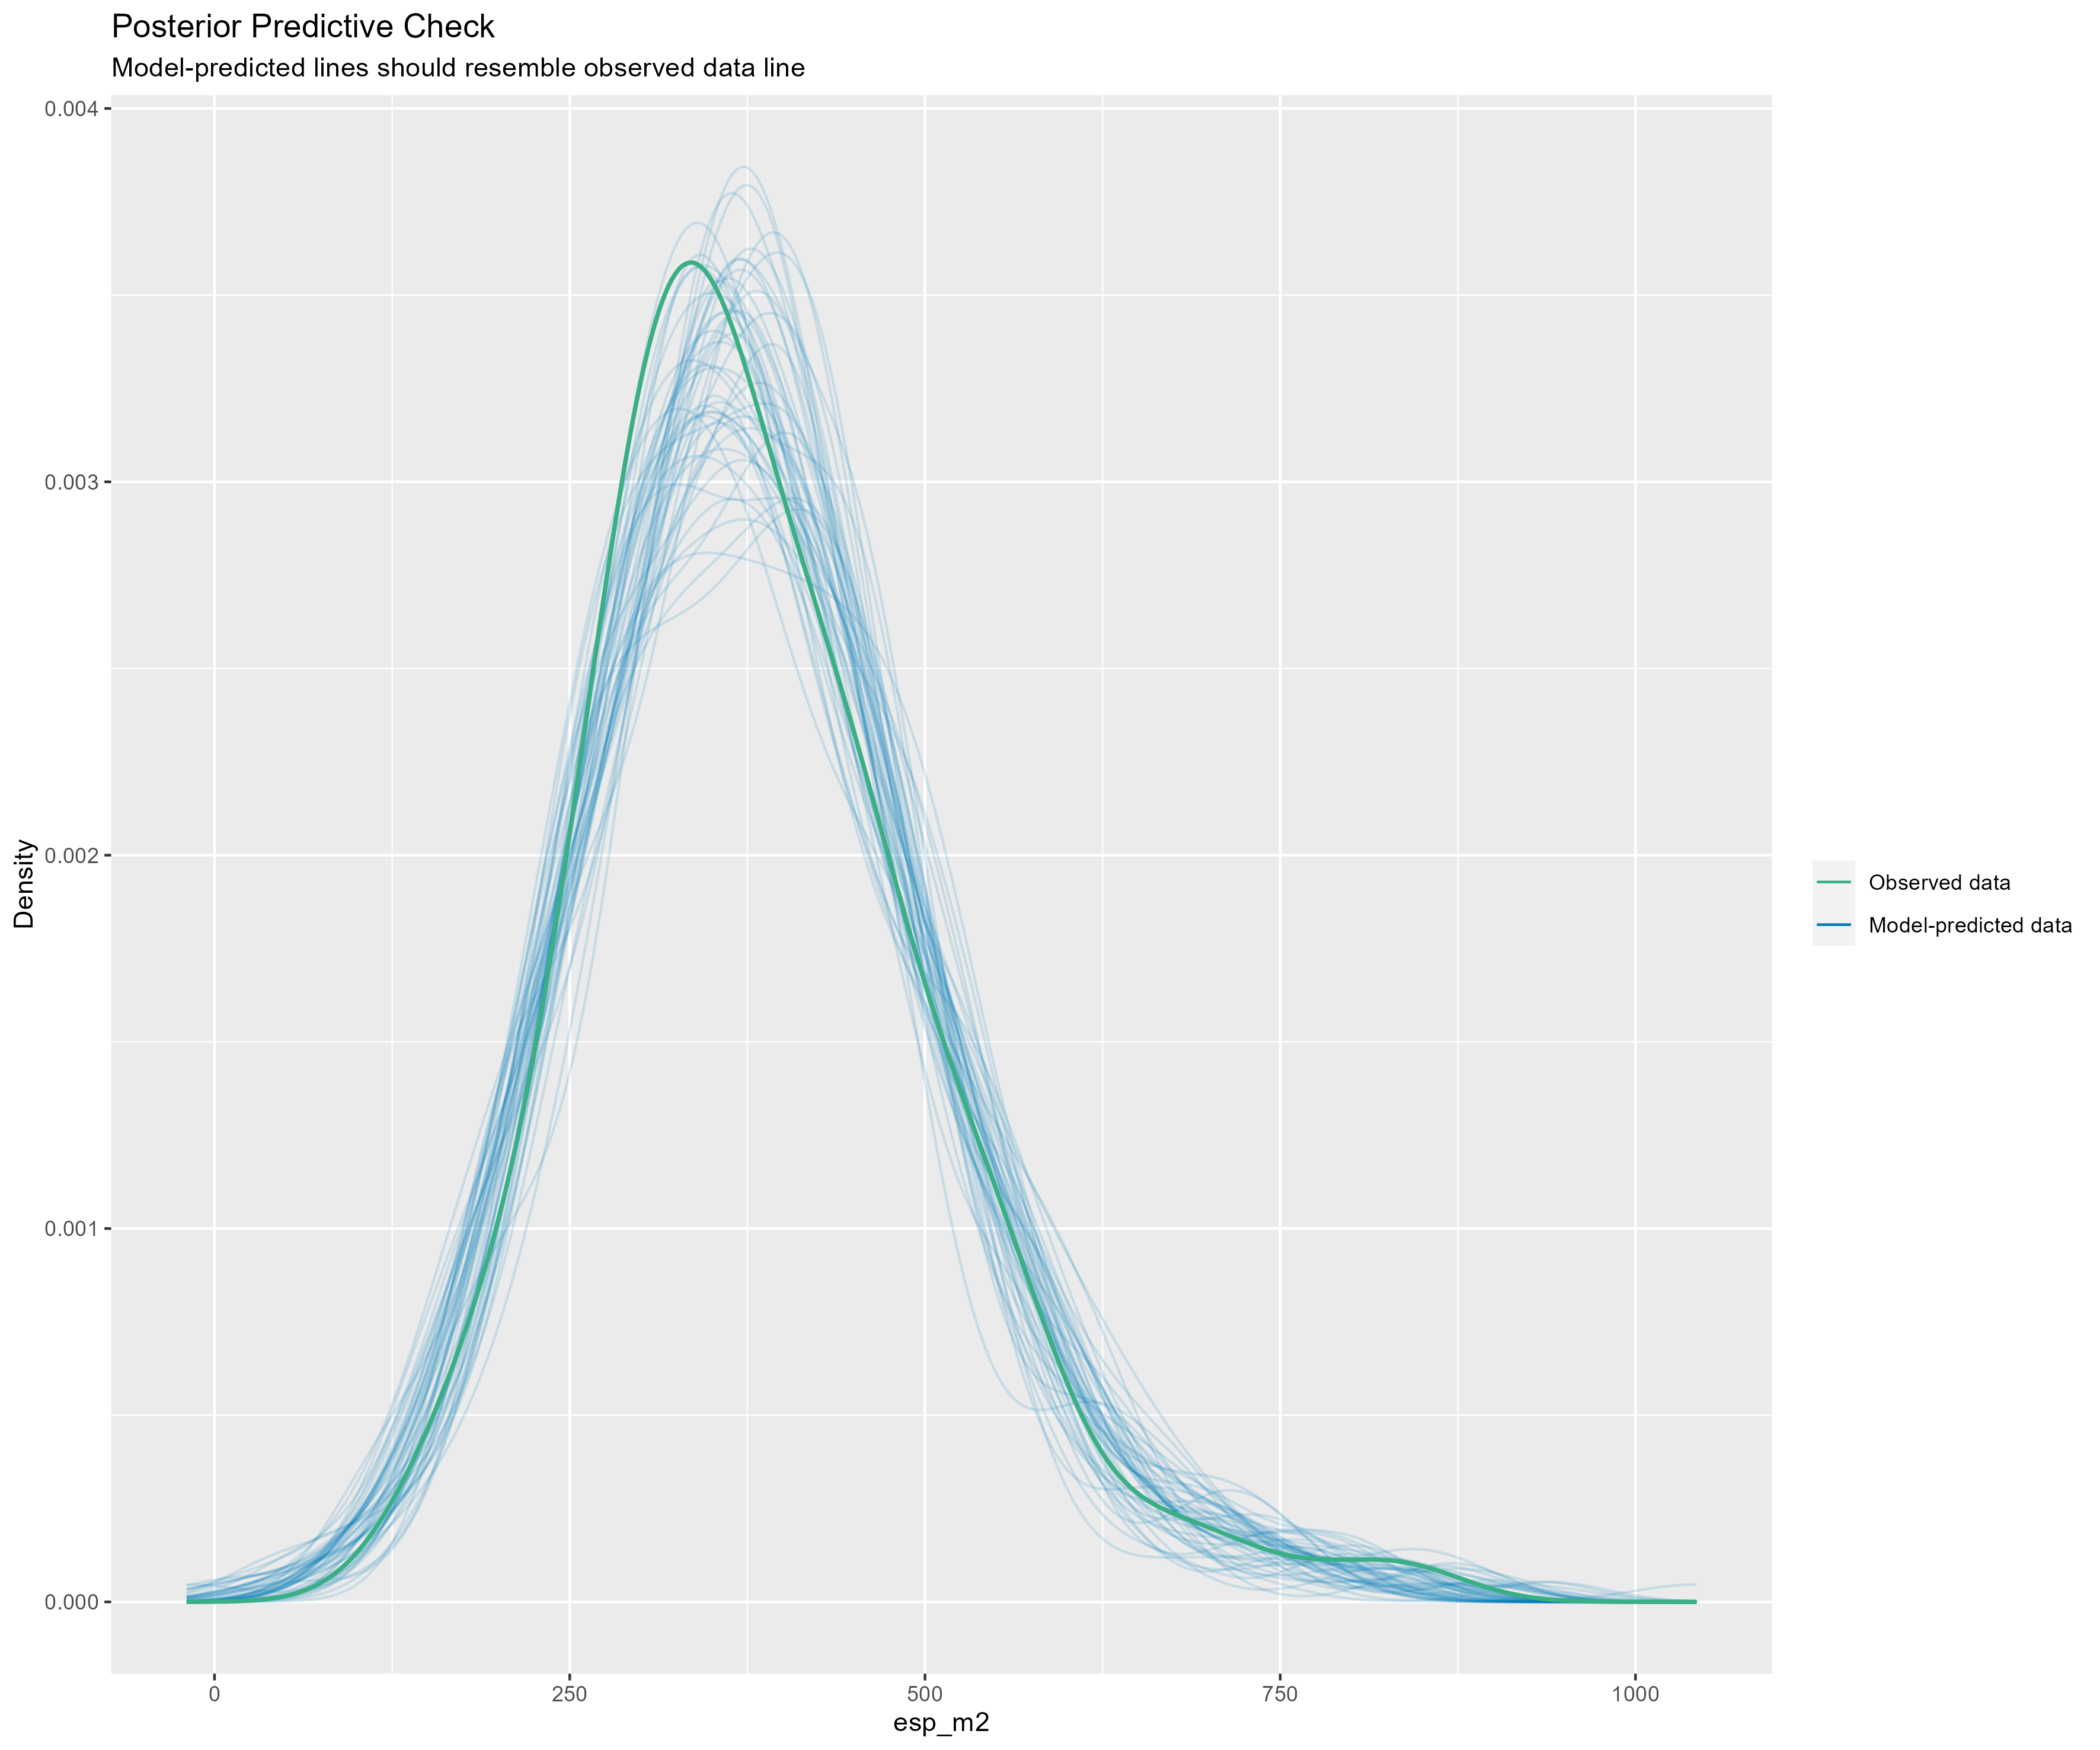 Posterior Predictive Check
Model-predicted lines should resemble observed data line
0.004
0.003
0.002
0.001
0.000
Density
0
250
500
750
1000
esp_m2
Observed data
Model-predicted data